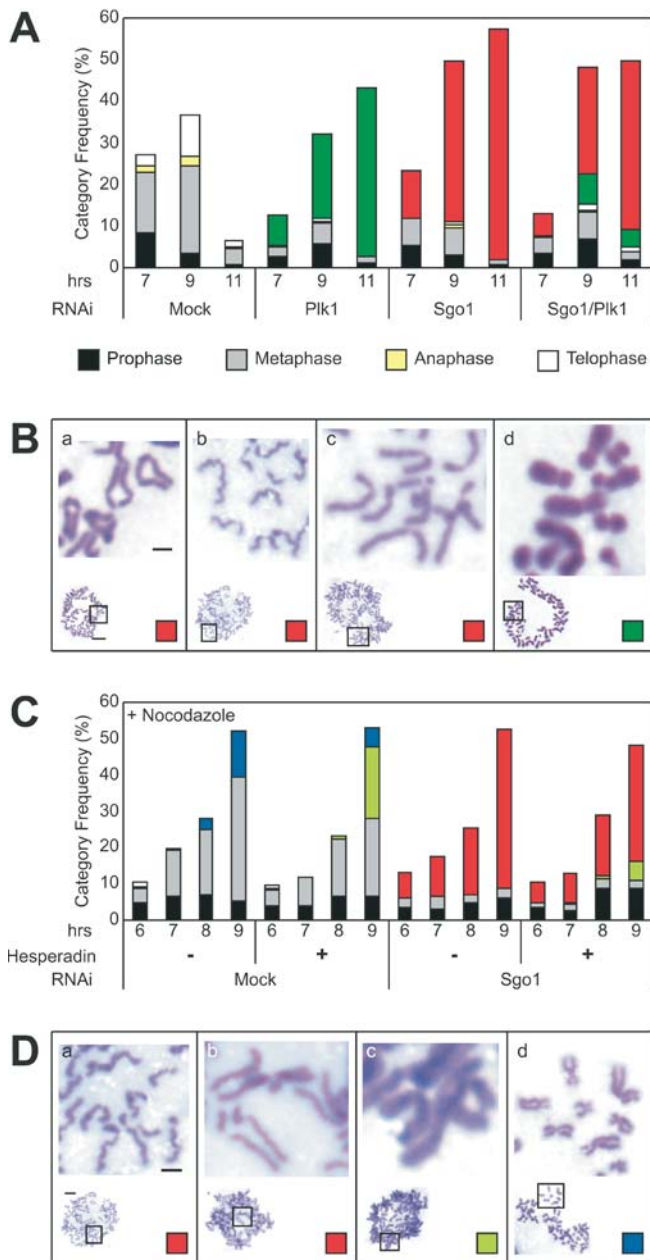 A
Category Frequency (%)
60
50
40
30
20
10
0
hrs 7 9 11 7 9 11 7 9 11 7 9 11
RNAi Mock Plk1 Sgo1 Sgo1/Plk1
Prophase Metaphase Anaphase Telophase
B
a b c d
C
+ Nocodazole
Category Frequency (%)
60
50
40
30
20
10
0
hrs 6 7 8 9 6 7 8 9 6 7 8 9 6 7 8 9
Hesperadin - + - +
RNAi Mock Sgo1
D
a b c d